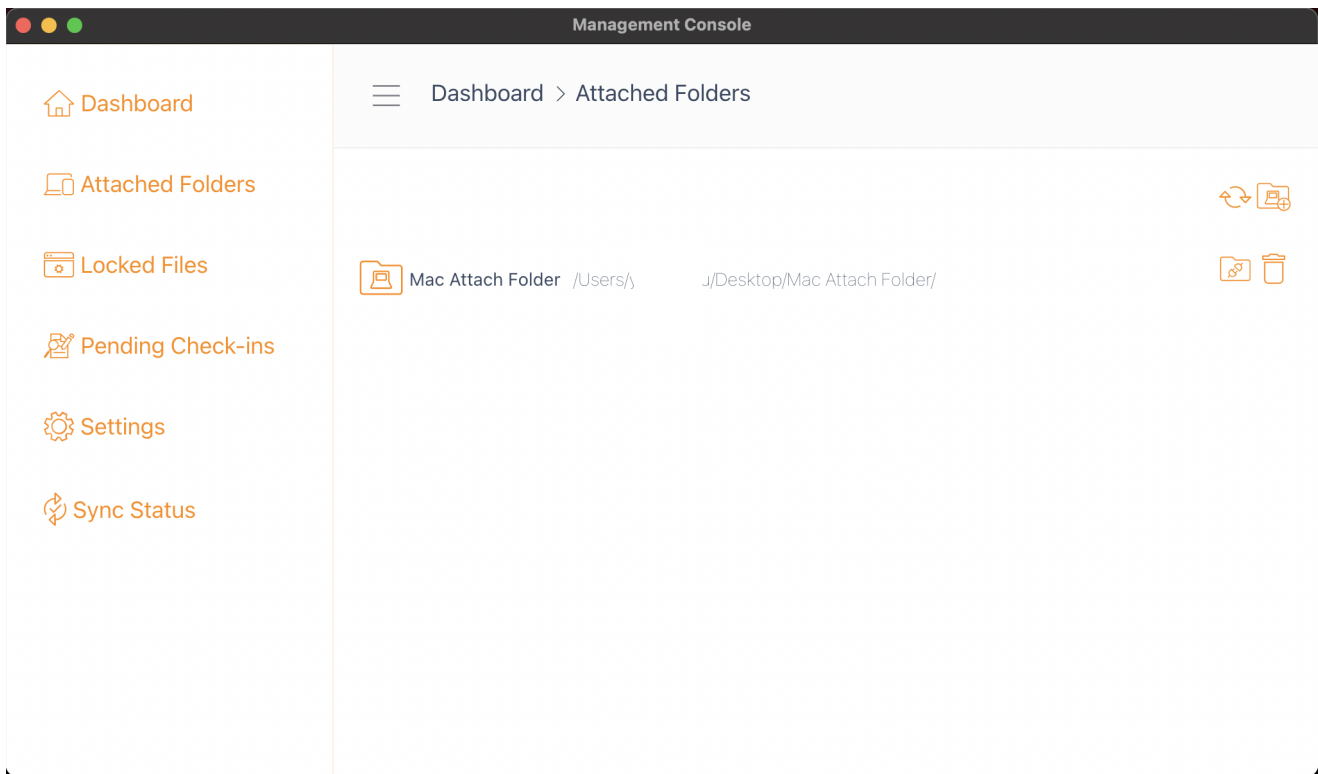 Management Console
Dashboard
Attached Folders
Locked Files
Pending Check-ins
Settings
Sync Status
Dashboard > Attached Folders
Mac Attach Folder /Users/ /Desktop/Mac Attach Folder/